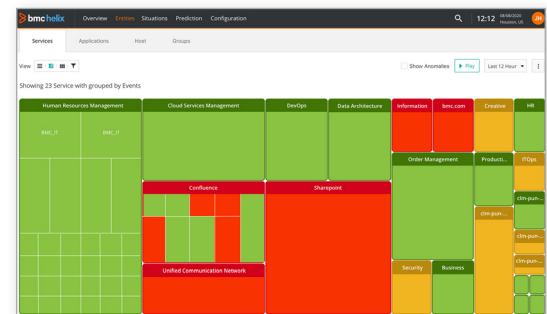 bmc helix Overview Entities Situations Prediction Configuration 12:12 08/08/2020 Houston, US JH
Services Applications Host Groups
View Show Anomalies Play Last 12 Hour
Showing 23 Service with grouped by Events
Human Resources Management Cloud Services Management DevOps Data Architecture Information bmc.com Creative HR
BMC_IT BMC_IT
Order Management Producti... ITOps
Confluence Sharepoint
clm-pun-...
clm-pun-...
clm-pun-...
clm-pun-...
Unified Communication Network Security Business